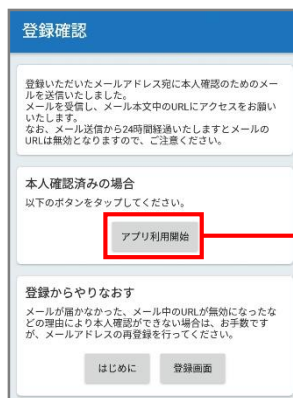 登録確認
登録いただいたメールアドレス宛に本人確認のためのメー
ルを送信いたしました。
メールを受信し、メール本文中のURLにアクセスをお願い
いたします。
なお、メール送信から24時間経過いたしますとメールの
URLは無効となりますので、ご注意ください。
本人確認済みの場合
以下のボタンをタップしてください。
アプリ利用開始
登録からやりなおす
メールが届かなかった、メール中のURLが無効になったな
どの理由により本人確認ができない場合は、お手数です
が、メールアドレスの再登録を行ってください。
はじめに 登録画面